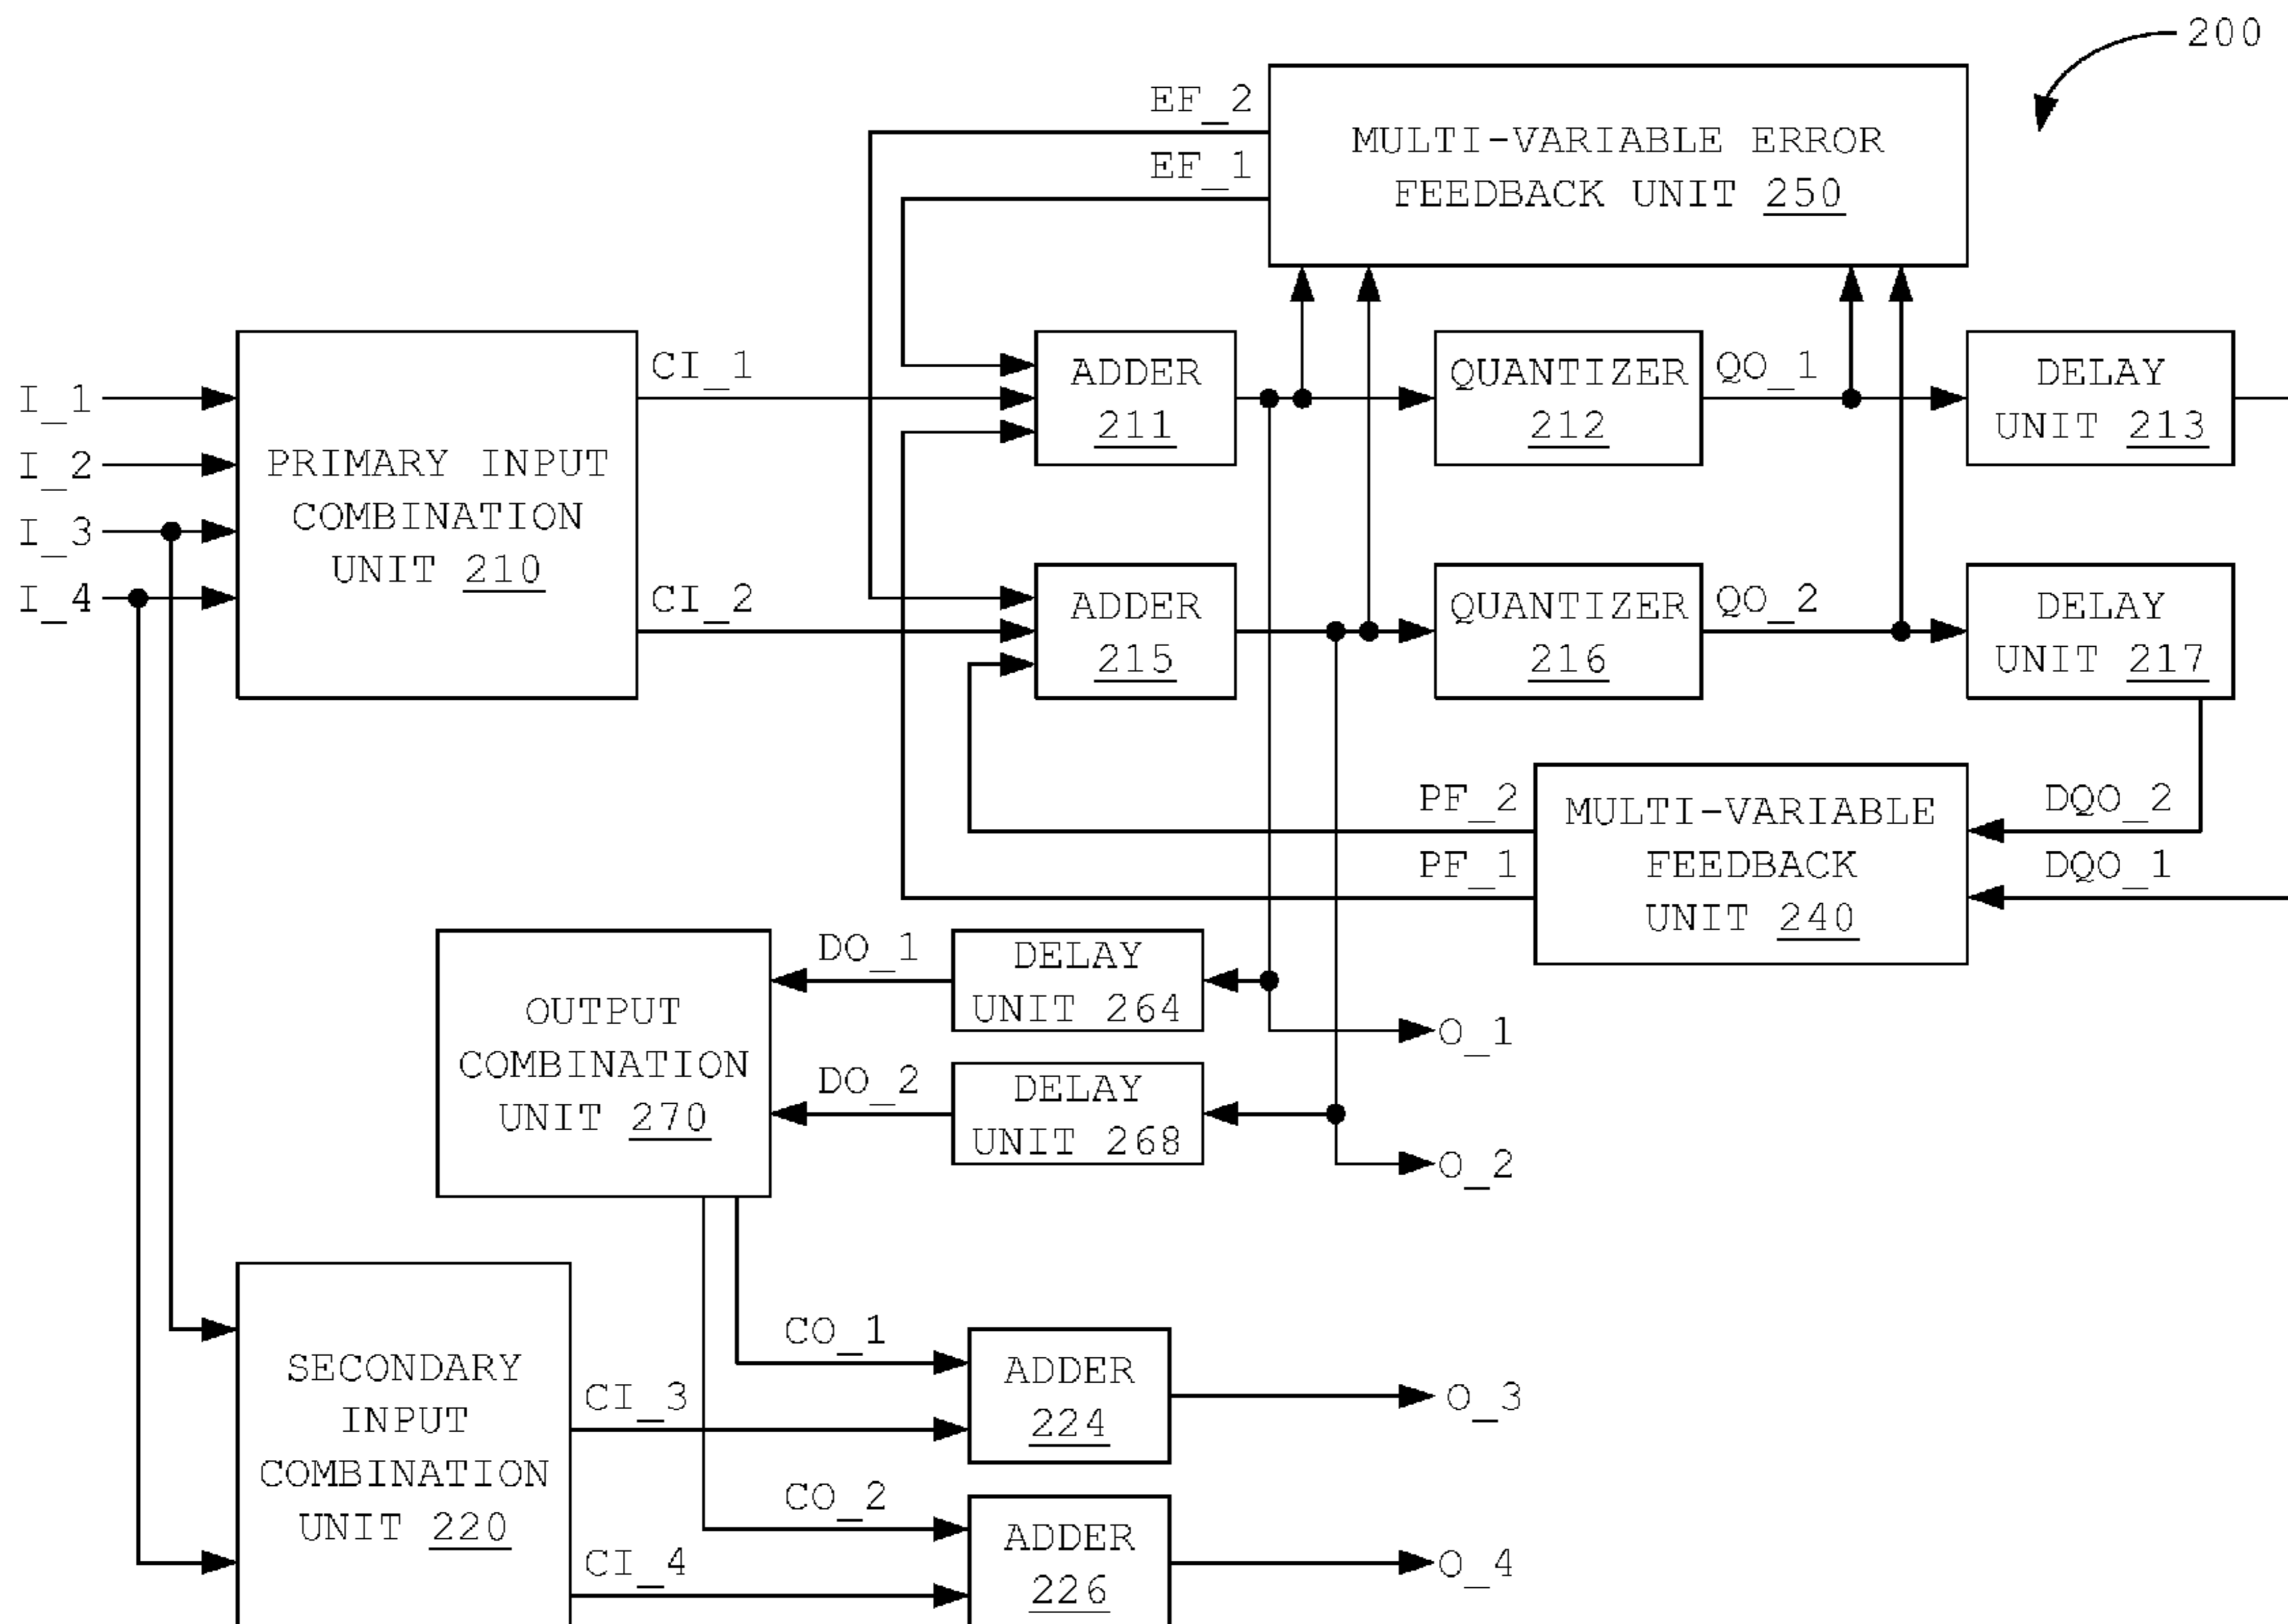 200
EF_2
EF_1
MULTI-VARIABLE ERROR
FEEDBACK UNIT 250
I_1
I_2
I_3
I_4
PRIMARY INPUT
COMBINATION
UNIT 210
CI_1
CI_2
ADDER
211
QUANTIZER
212
QO_1
DELAY
UNIT 213
ADDER
215
QUANTIZER
216
QO_2
DELAY
UNIT 217
PF_2
PF_1
MULTI-VARIABLE
FEEDBACK
UNIT 240
DQO_2
DQO_1
OUTPUT
COMBINATION
UNIT 270
DO_1
DELAY
UNIT 264
O_1
DO_2
DELAY
UNIT 268
O_2
SECONDARY
INPUT
COMBINATION
UNIT 220
CO_1
CI_3
ADDER
224
O_3
CO_2
CI_4
ADDER
226
O_4